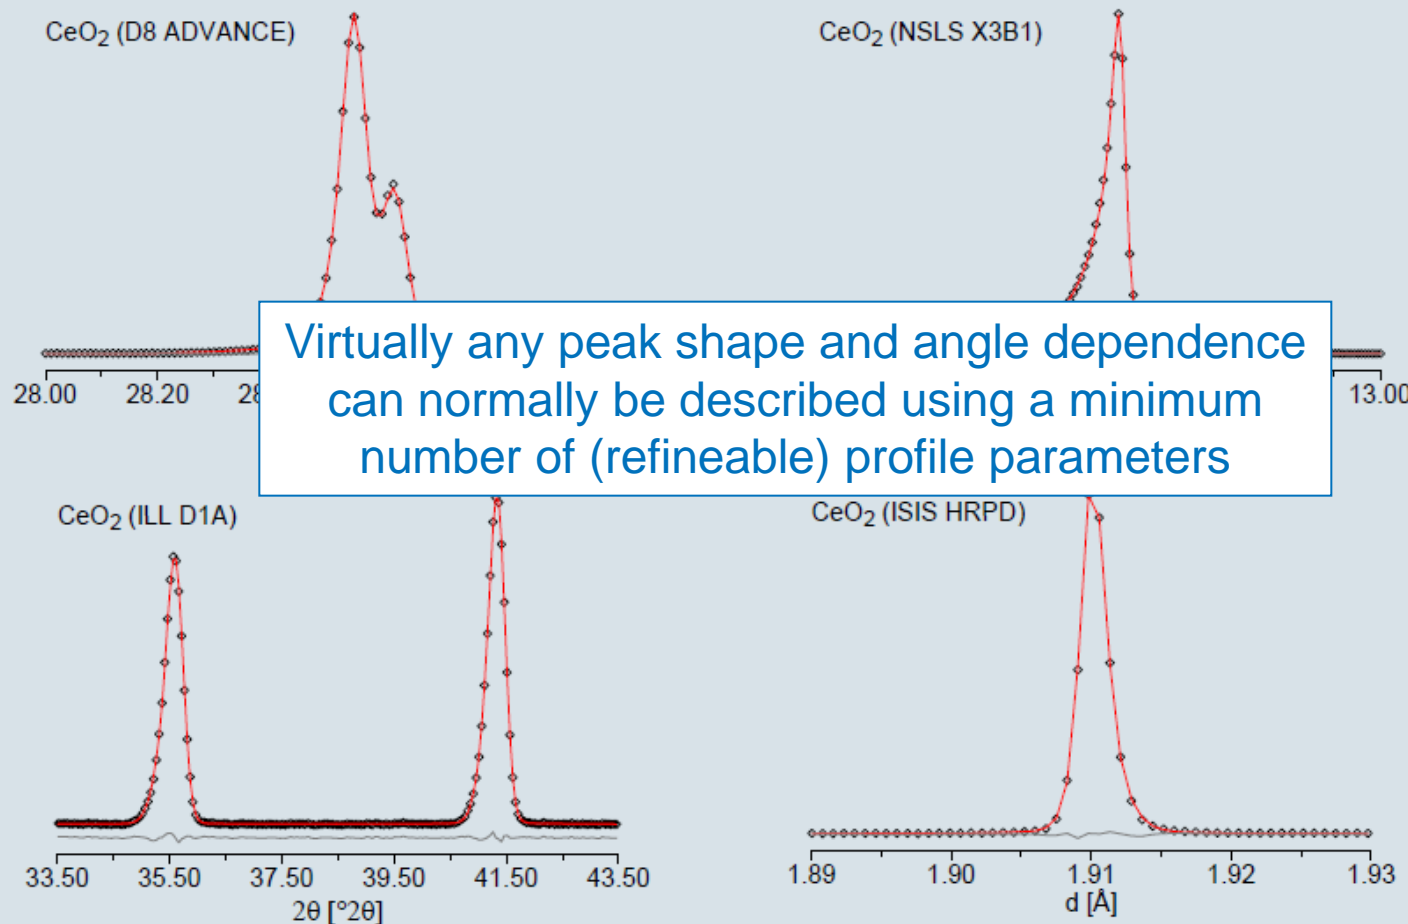 CeO₂ (D8 ADVANCE)
CeO₂ (NSLS X3B1)
28.00 28.20
13.00
Virtually any peak shape and angle dependence
can normally be described using a minimum
number of (refineable) profile parameters
CeO₂ (ILL D1A)
CeO₂ (ISIS HRPD)
33.50 35.50 37.50 39.50 41.50 43.50
2θ [°2θ]
1.89 1.90 1.91 1.92 1.93
d [Å]